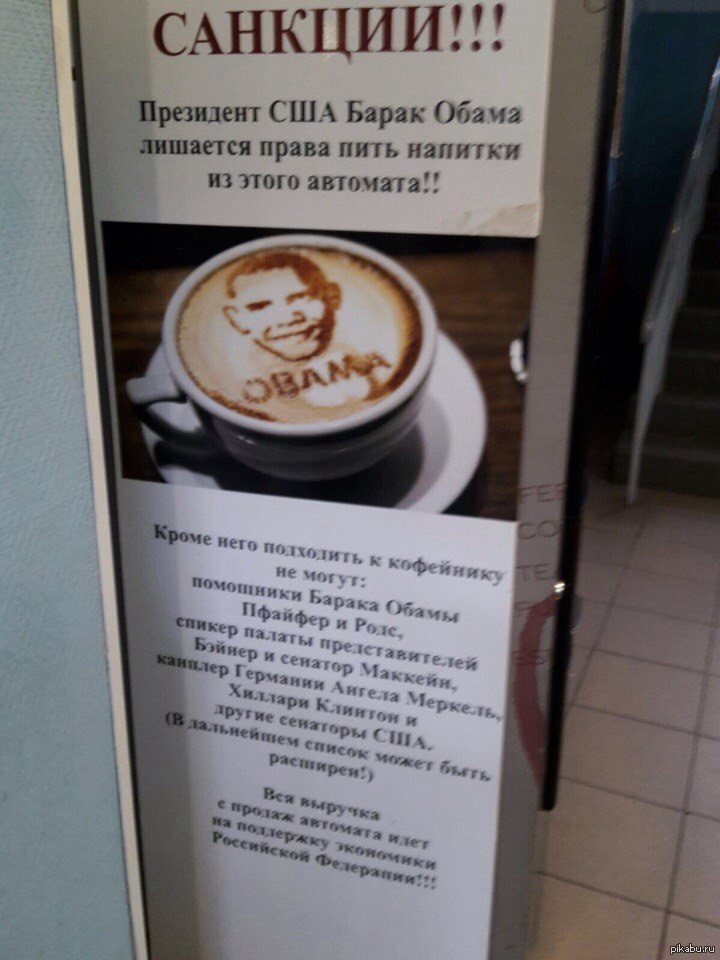 САНКЦИИ!!!
Президент США Барак Обама
лишается права пить напитки
из этого автомата!!
OBAMA
Кроме него подходить к кофейнику
не могут:
помощники Барака Обамы
Пфайфер и Родс,
спикер палаты представителей
Бэйнер и сенатор Маккейн,
канцлер Германии Ангела Меркель,
Хиллари Клинтон и
другие сенаторы США.
(В дальнейшем список может быть
расширен!)
Вся выручка
с продаж автомата идет
на поддержку экономики
Российской Федерации!!!
CO
TE
pikabu.ru